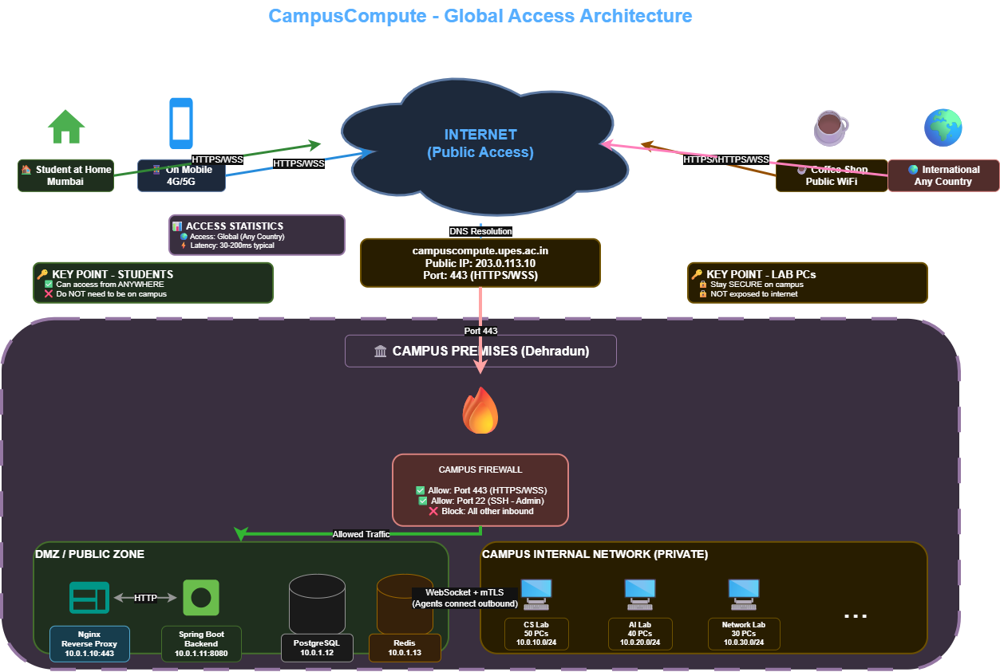 CampusCompute - Global Access Architecture
INTERNET
(Public Access)
HTTPS/WSS
HTTPS/WSS
HTTPS/WSS
Student at Home
Mumbai
On Mobile
4G/5G
Coffee Shop
Public WiFi
International
Any Country
ACCESS STATISTICS
Access: Global (Any Country)
Latency: 30-200ms typical
DNS Resolution
campuscompute.upes.ac.in
Public IP: 203.0.113.10
Port: 443 (HTTPS/WSS)
KEY POINT - STUDENTS
Can access from ANYWHERE
Do NOT need to be on campus
KEY POINT - LAB PCs
Stay SECURE on campus
NOT exposed to internet
Port 443
CAMPUS PREMISES (Dehradun)
CAMPUS FIREWALL
Allow: Port 443 (HTTPS/WSS)
Allow: Port 22 (SSH - Admin)
Block: All other inbound
Allowed Traffic
DMZ / PUBLIC ZONE
HTTP
Nginx
Reverse Proxy
10.0.1.10:443
Spring Boot
Backend
10.0.1.11:8080
PostgreSQL
10.0.1.12
Redis
10.0.1.13
WebSocket + mTLS
(Agents connect outbound)
CAMPUS INTERNAL NETWORK (PRIVATE)
CS Lab
50 PCs
10.0.10.0/24
AI Lab
40 PCs
10.0.20.0/24
Network Lab
30 PCs
10.0.30.0/24
...